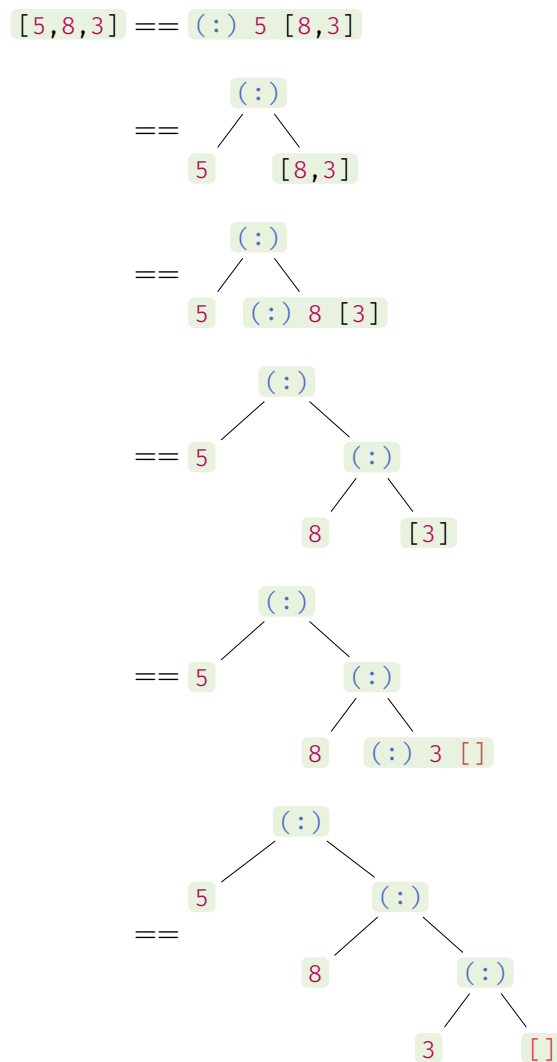 [5,8,3] == (:) 5 [8,3]
(:)
==
5 [8,3]
(:)
==
5 (:) 8 [3]
(:)
== 5 (:)
8 [3]
(:)
== 5 (:)
8 (:) 3 []
(:)
5 (:)
==
8 (:)
3 []